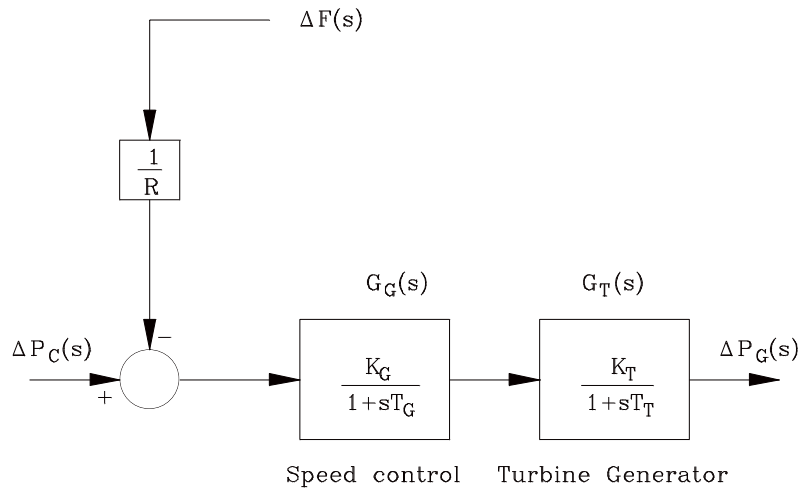 ΔF(s)
1
R
G_G(s)
G_T(s)
ΔP_C(s)
−
+
K_G
1+sT_G
K_T
1+sT_T
ΔP_G(s)
Speed control
Turbine Generator